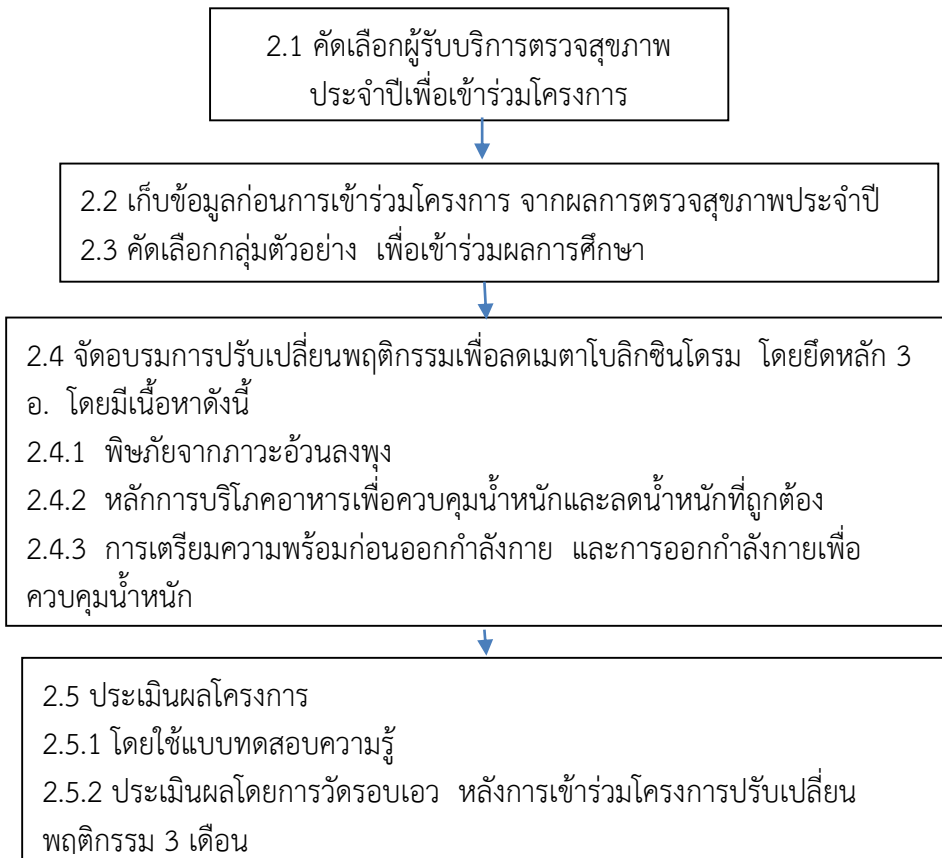 2.1 คัดเลือกผู้รับบริการตรวจสุขภาพ
ประจำปีเพื่อเข้าร่วมโครงการ
2.2 เก็บข้อมูลก่อนการเข้าร่วมโครงการ จากผลการตรวจสุขภาพประจำปี
2.3 คัดเลือกกลุ่มตัวอย่าง เพื่อเข้าร่วมผลการศึกษา
2.4 จัดอบรมการปรับเปลี่ยนพฤติกรรมเพื่อลดเมตาโบลิกซินโดรม โดยยึดหลัก 3
อ. โดยมีเนื้อหาดังนี้
2.4.1 พิษภัยจากภาวะอ้วนลงพุง
2.4.2 หลักการบริโภคอาหารเพื่อควบคุมน้ำหนักและลดน้ำหนักที่ถูกต้อง
2.4.3 การเตรียมความพร้อมก่อนออกกำลังกาย และการออกกำลังกายเพื่อ
ควบคุมน้ำหนัก
2.5 ประเมินผลโครงการ
2.5.1 โดยใช้แบบทดสอบความรู้
2.5.2 ประเมินผลโดยการวัดรอบเอว หลังการเข้าร่วมโครงการปรับเปลี่ยน
พฤติกรรม 3 เดือน